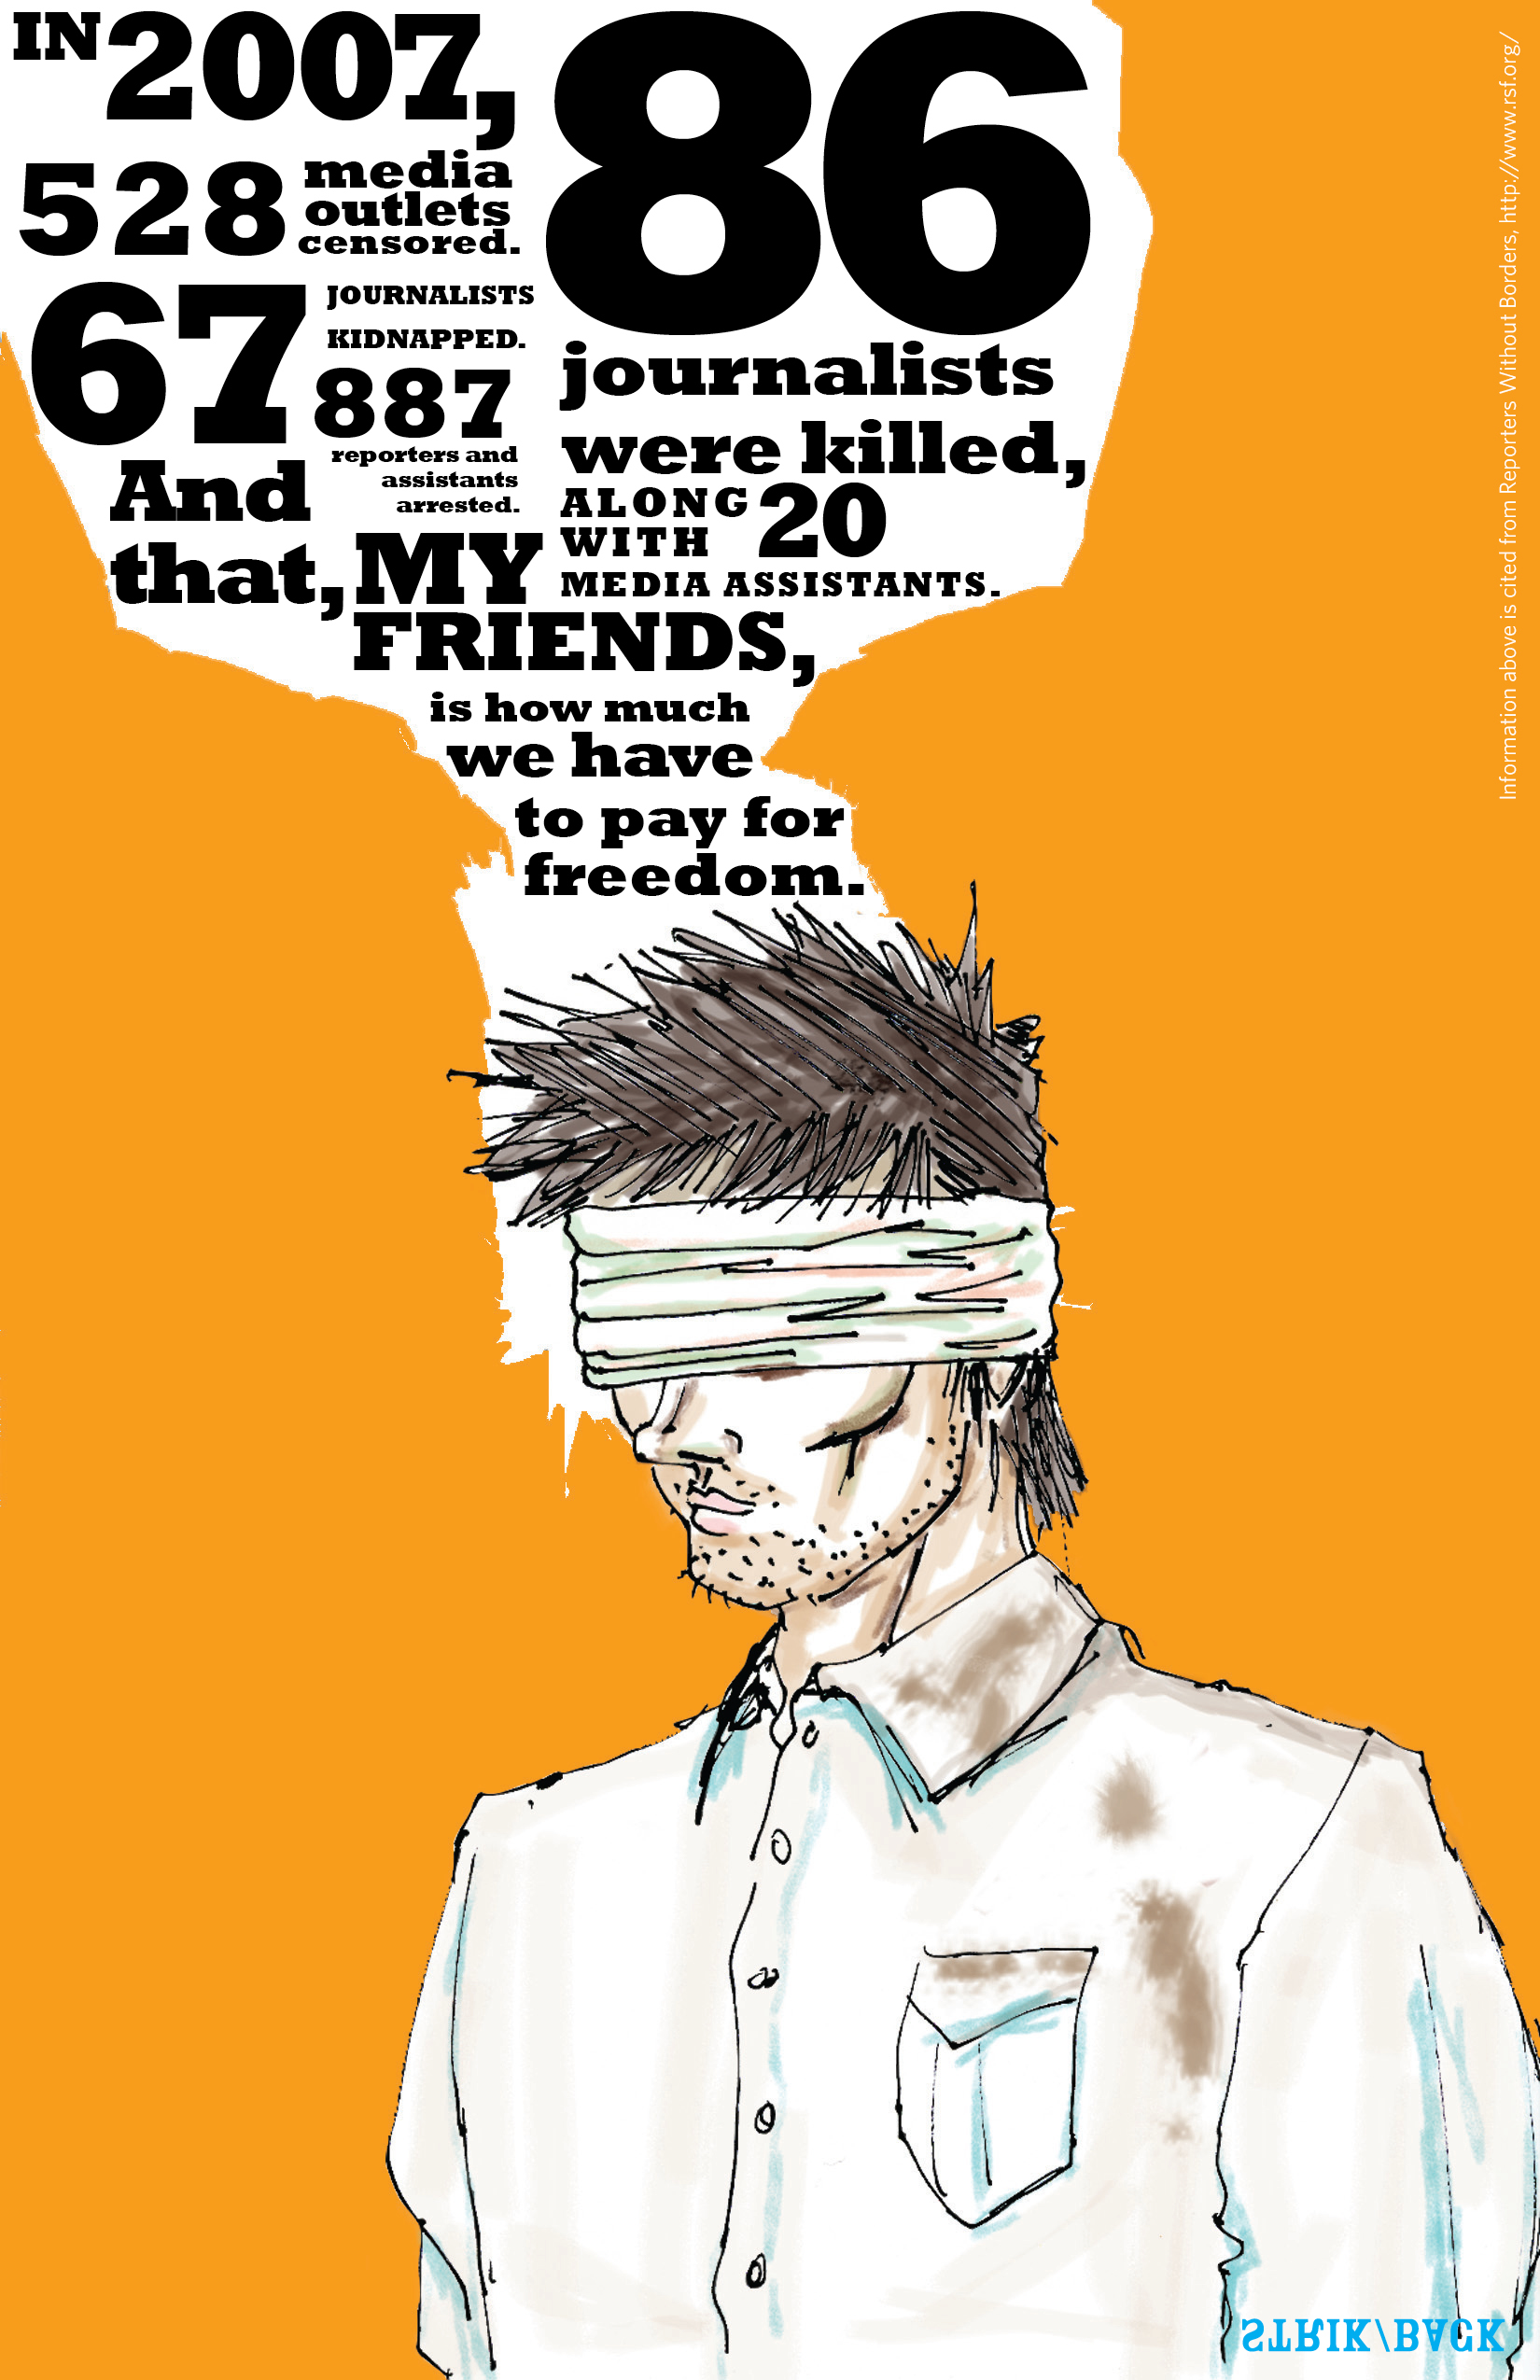 IN 2007,
528 media
outlets
censored.
67 JOURNALISTS
KIDNAPPED.
887
reporters and
assistants
arrested.
86
journalists
were killed,
ALONG
WITH 20
MEDIA ASSISTANTS.
And
that, MY
FRIENDS,
is how much
we have
to pay for
freedom.
Information above is cited from Reporters Without Borders, http://www.rsf.org/
STRIK/BACK